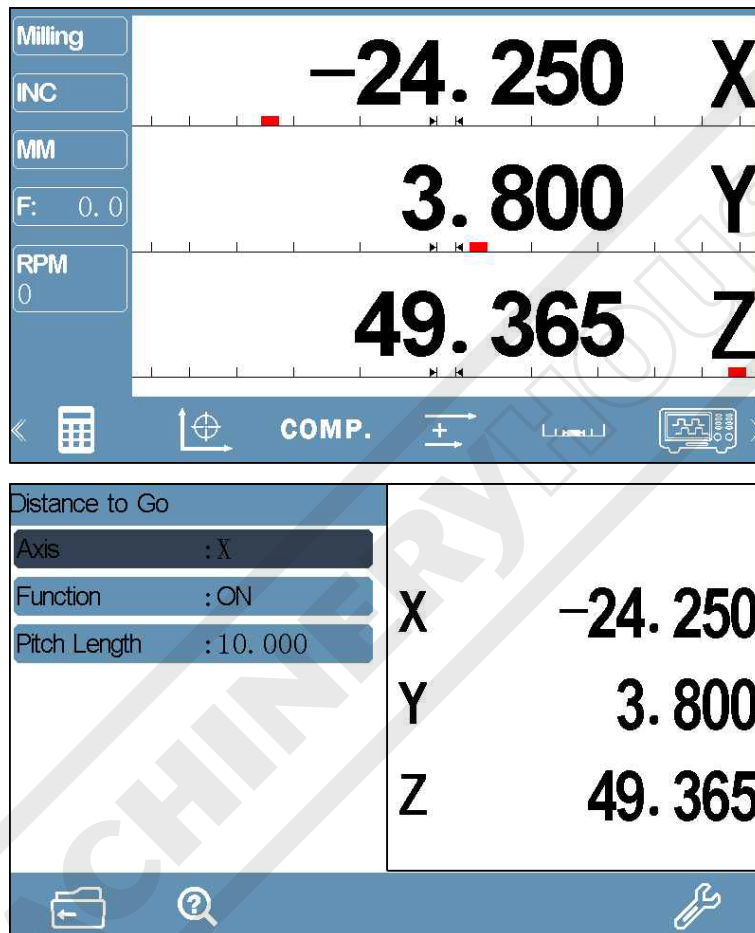 Milling
-24.250 X
INC
MM
3.800 Y
F: 0.0
RPM
0
49.365 Z
COMP.
Distance to Go
Axis :X
Function :ON
Pitch Length :10.000
X -24.250
Y 3.800
Z 49.365
ACHINERYHOUS